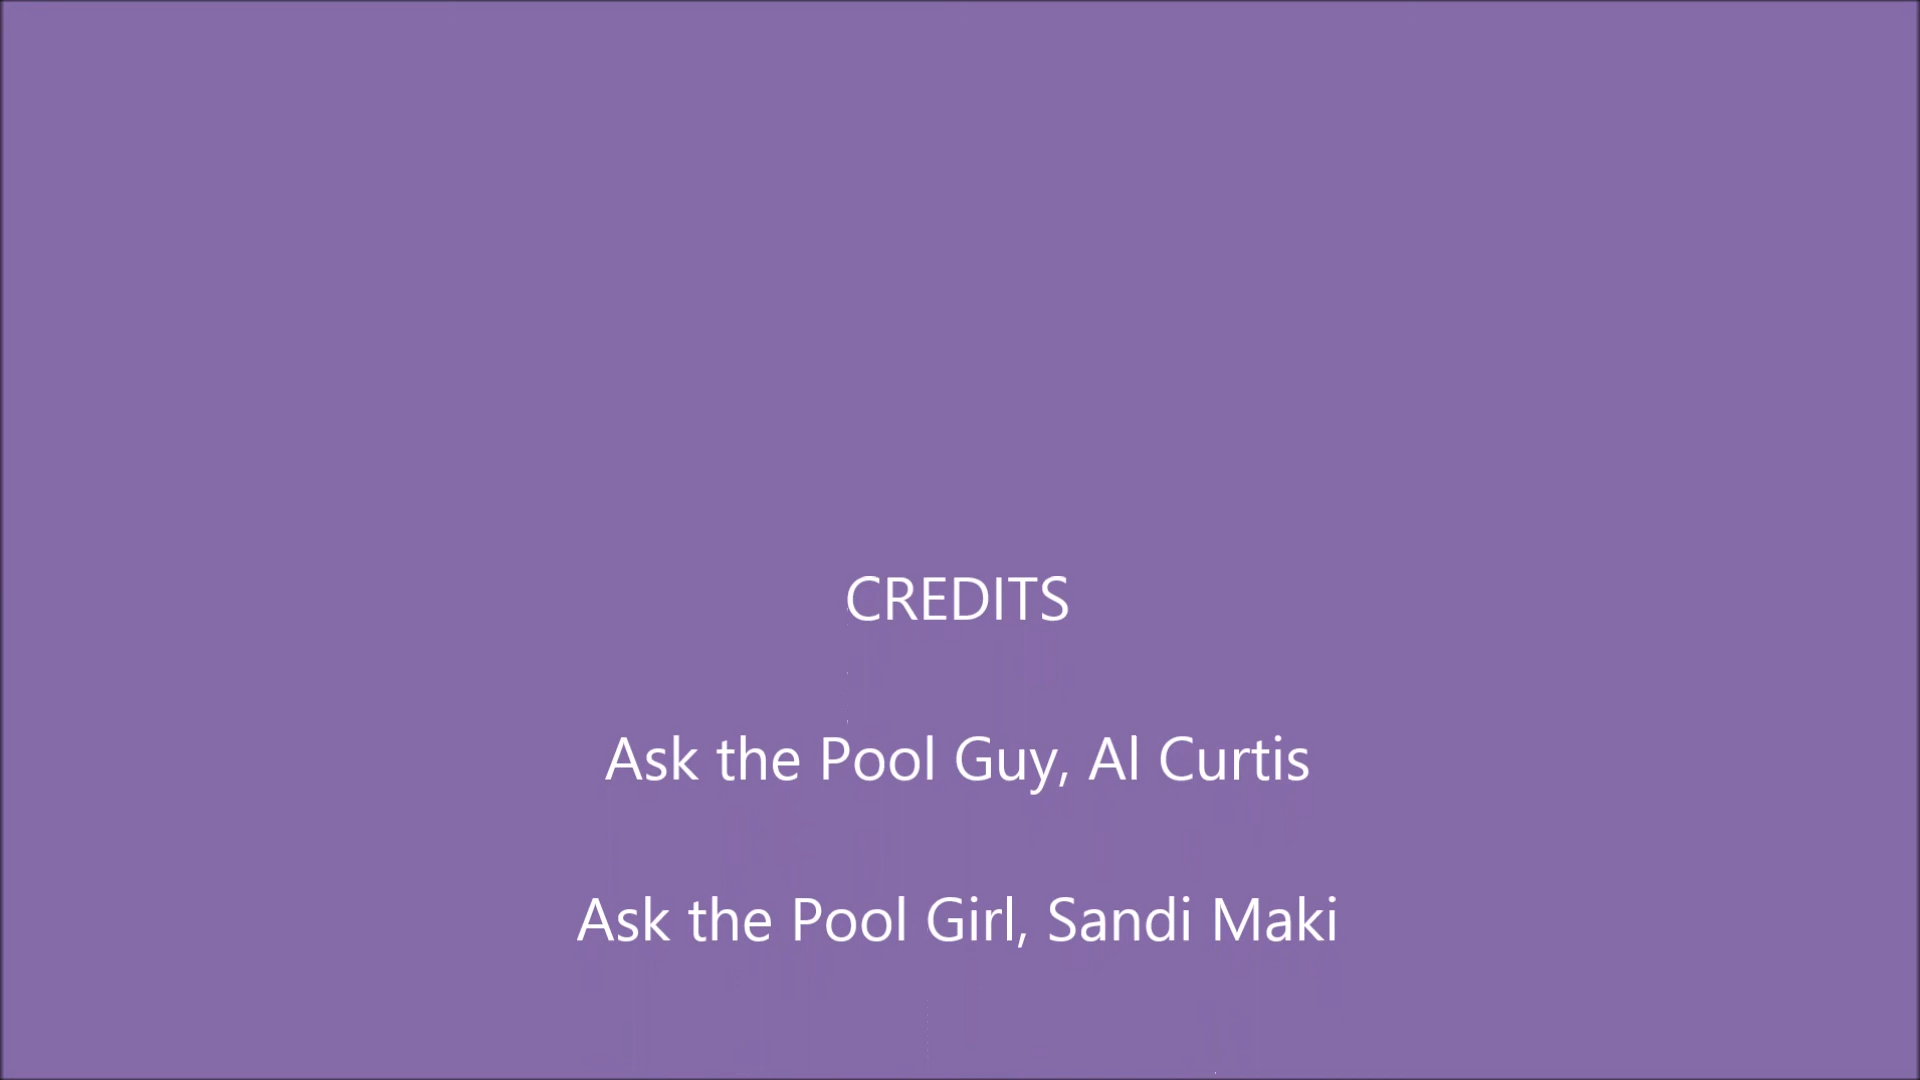 CREDITS
Ask the Pool Guy, Al Curtis
Ask the Pool Girl, Sandi Maki